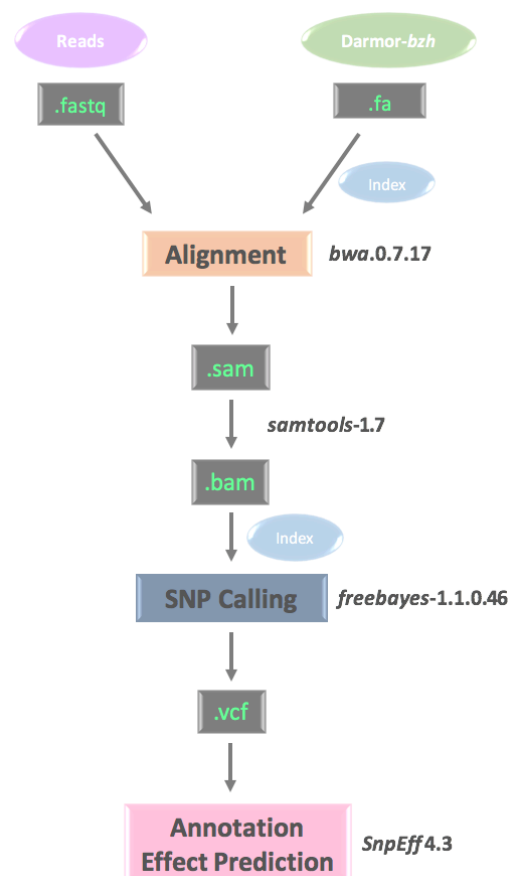 Reads
Darmor-bzh
.fastq
.fa
Index
Alignment
bwa.0.7.17
.sam
samtools-1.7
.bam
Index
SNP Calling
freebayes-1.1.0.46
.vcf
Annotation
Effect Prediction
SnpEff4.3